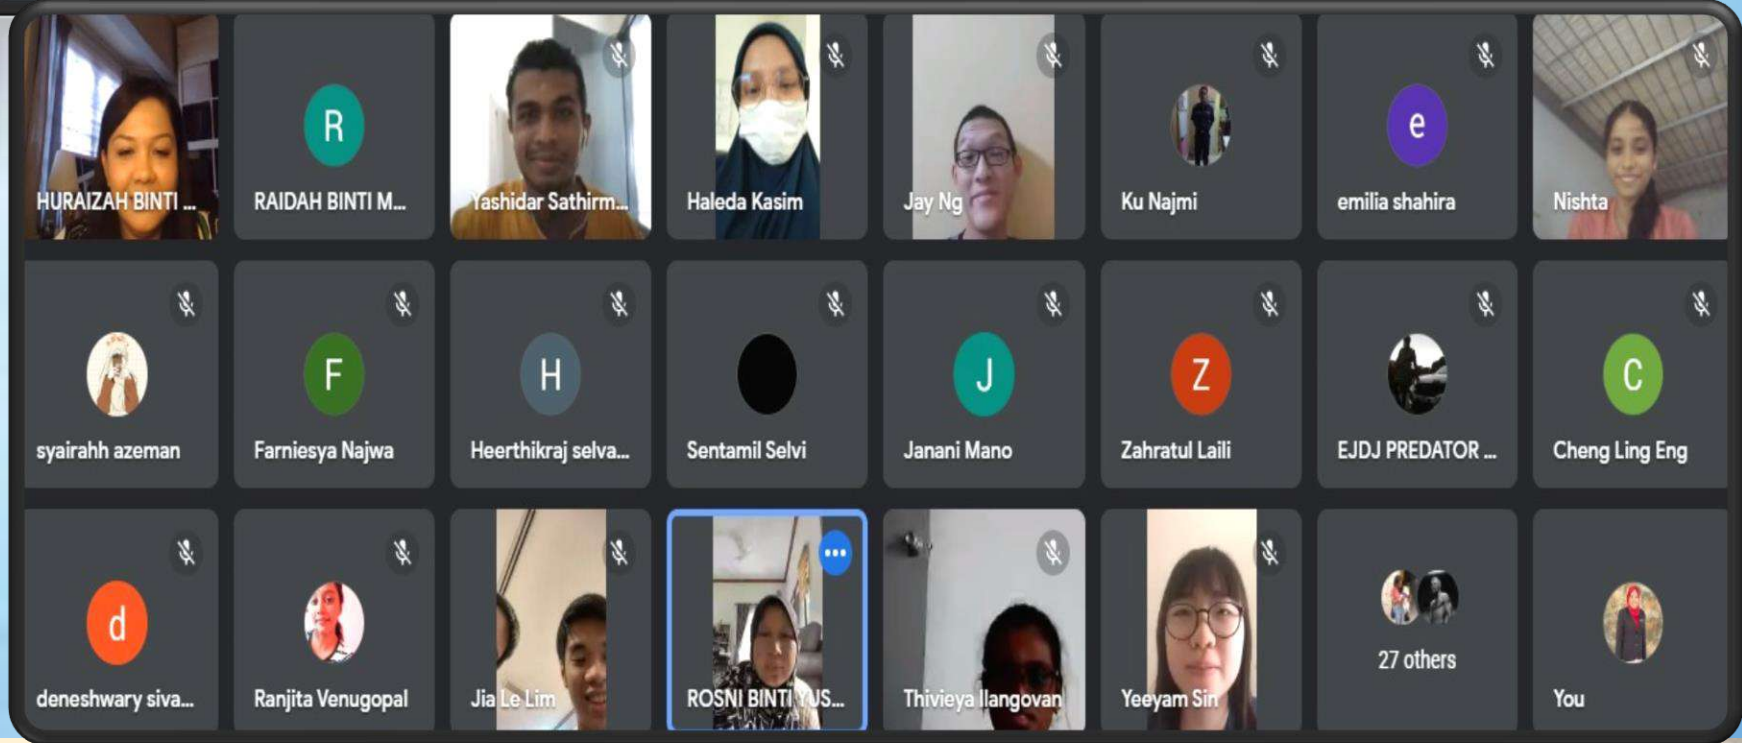 HURAIZAH BINTI ...
R
RAIDAH BINTI M...
Yashidar Sathirm...
Haleda Kasim
Jay Ng
Ku Najmi
e
emilia shahira
Nishta
syairahh azeman
F
Farniesya Najwa
H
Heerthikraj selva...
Sentamil Selvi
J
Janani Mano
Z
Zahratul Laili
EJDJ PREDATOR ...
C
Cheng Ling Eng
d
deneshwary siva...
Ranjita Venugopal
Jia Le Lim
ROSNI BINTI YUS...
Thivieya Ilangovan
Yeeyam Sin
27 others
You